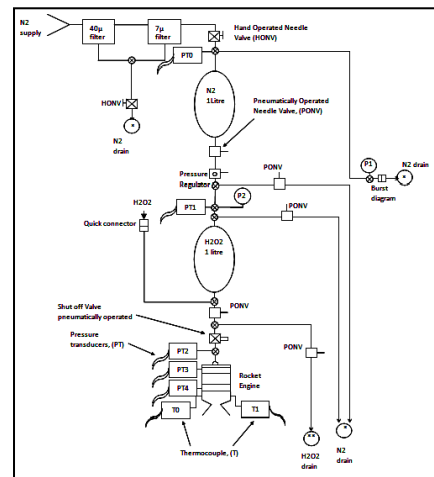 N2
supply
40µ
filter
7µ
filter
Hand Operated Needle
Valve (HONV)
PT0
HONV
N2
drain
N2
1Litre
Pneumatically Operated
Needle Valve, (PONV)
Pressure
Regulator
PONV
P1
N2 drain
Burst
diagram
H2O2
Quick connector
PT1
P2
PONV
H2O2
1 litre
PONV
Shut off Valve
pneumatically operated
Pressure
transducers, (PT)
PT2
PT3
PT4
Rocket
Engine
PONV
T0
T1
Thermocouple, (T)
**
H2O2
drain
*
N2
drain
*